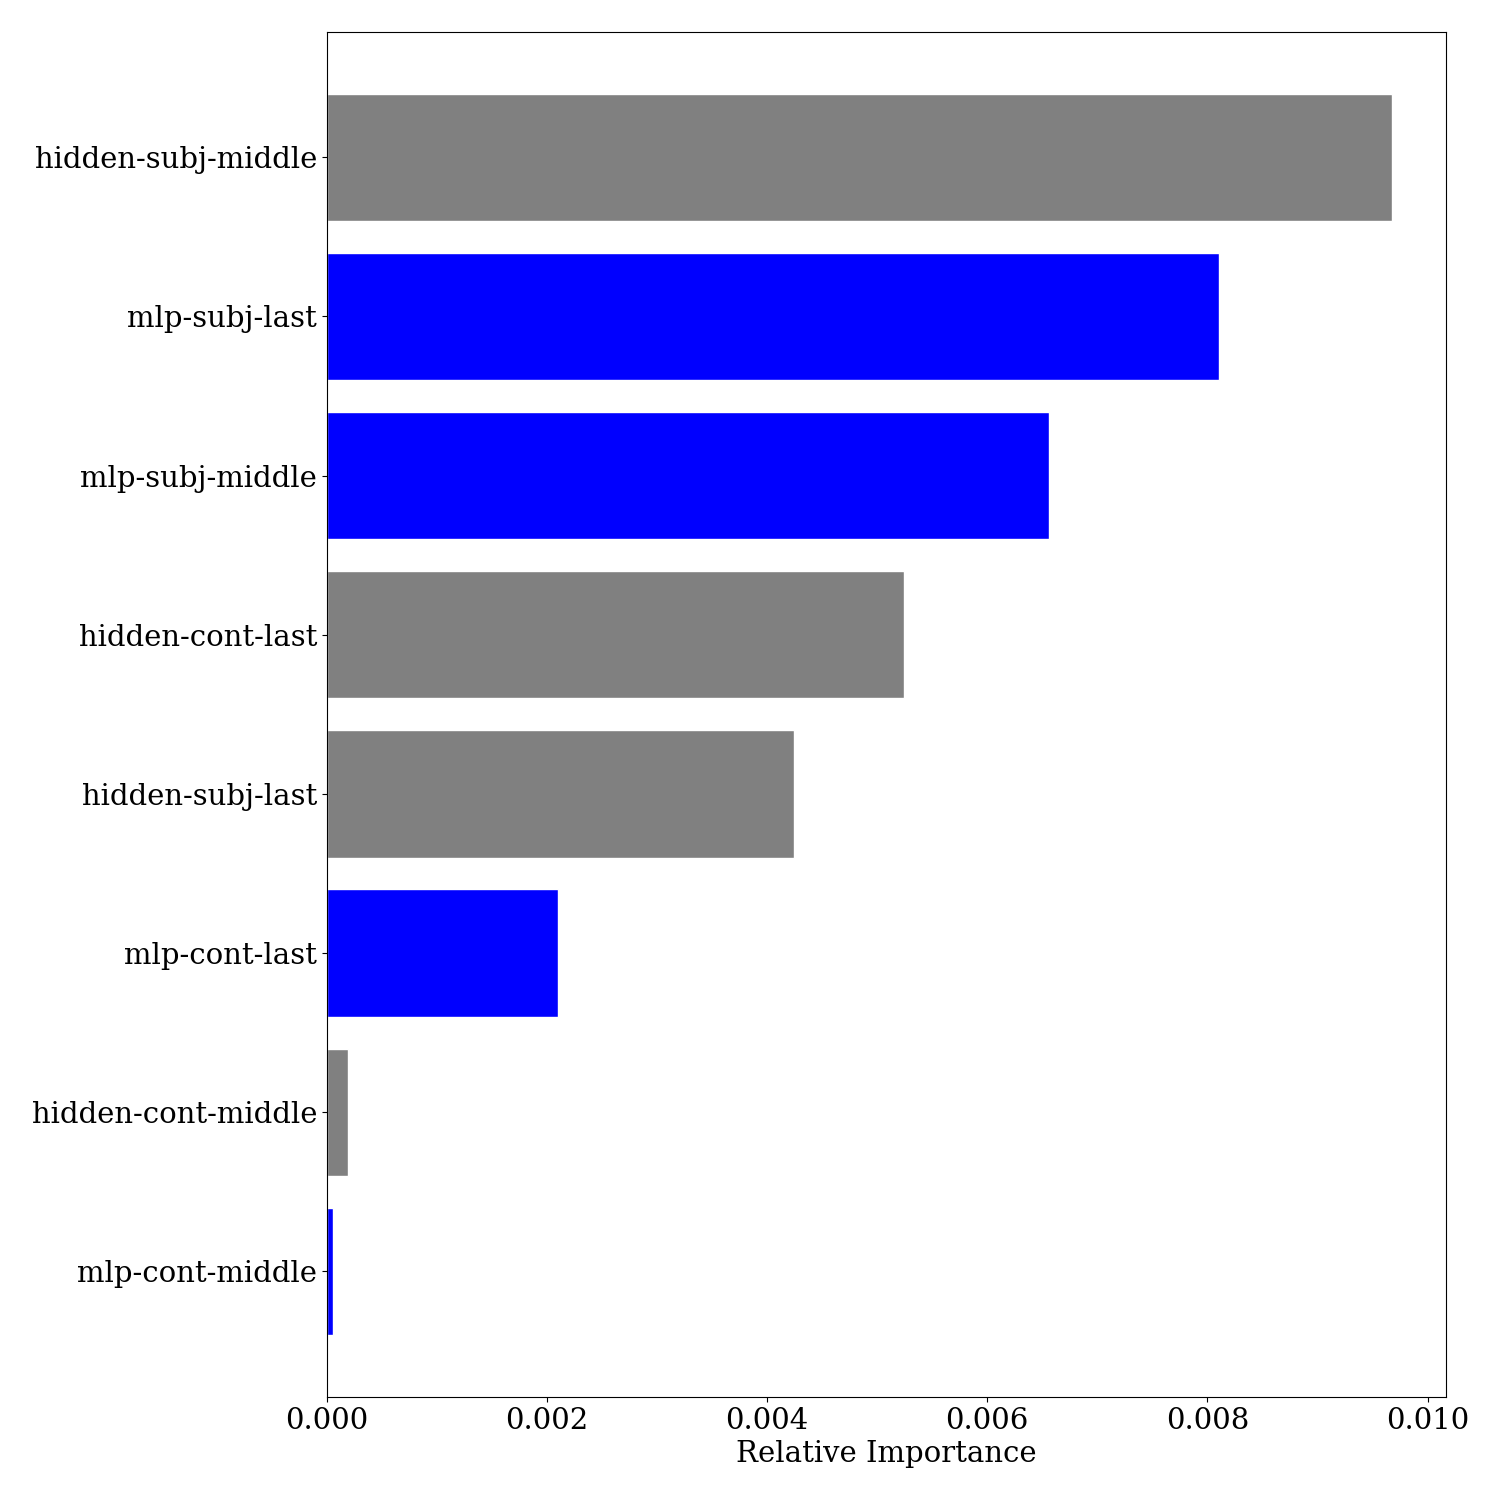 hidden-subj-middle
mlp-subj-last
mlp-subj-middle
hidden-cont-last
hidden-subj-last
mlp-cont-last
hidden-cont-middle
mlp-cont-middle
0.000 0.002 0.004 0.006 0.008 0.010
Relative Importance